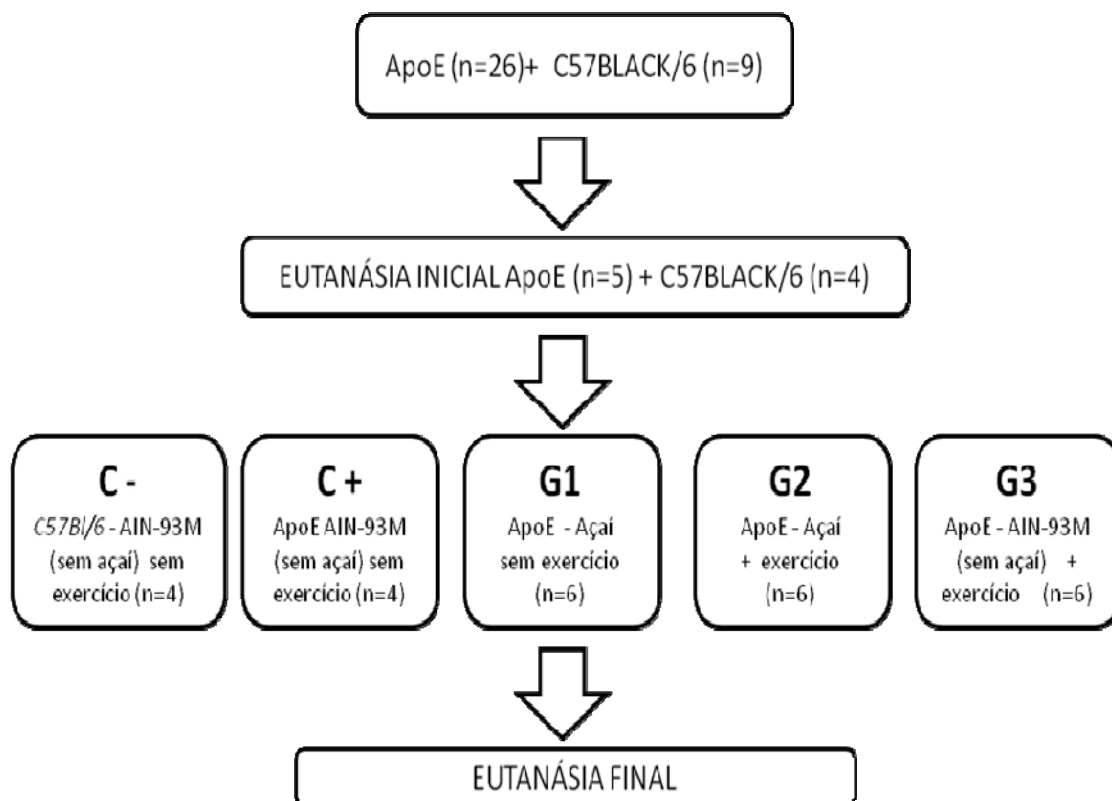 ApoE (n=26)+ C57BLACK/6 (n=9)
EUTANÁSIA INICIAL ApoE (n=5) + C57BLACK/6 (n=4)
C -
C57Bl/6 - AIN-93M
(sem açaí) sem
exercício (n=4)
C +
ApoE AIN-93M
(sem açaí) sem
exercício (n=4)
G1
ApoE - Açaí
sem exercício
(n=6)
G2
ApoE - Açaí
+ exercício
(n=6)
G3
ApoE - AIN-93M
(sem açaí) +
exercício (n=6)
EUTANÁSIA FINAL